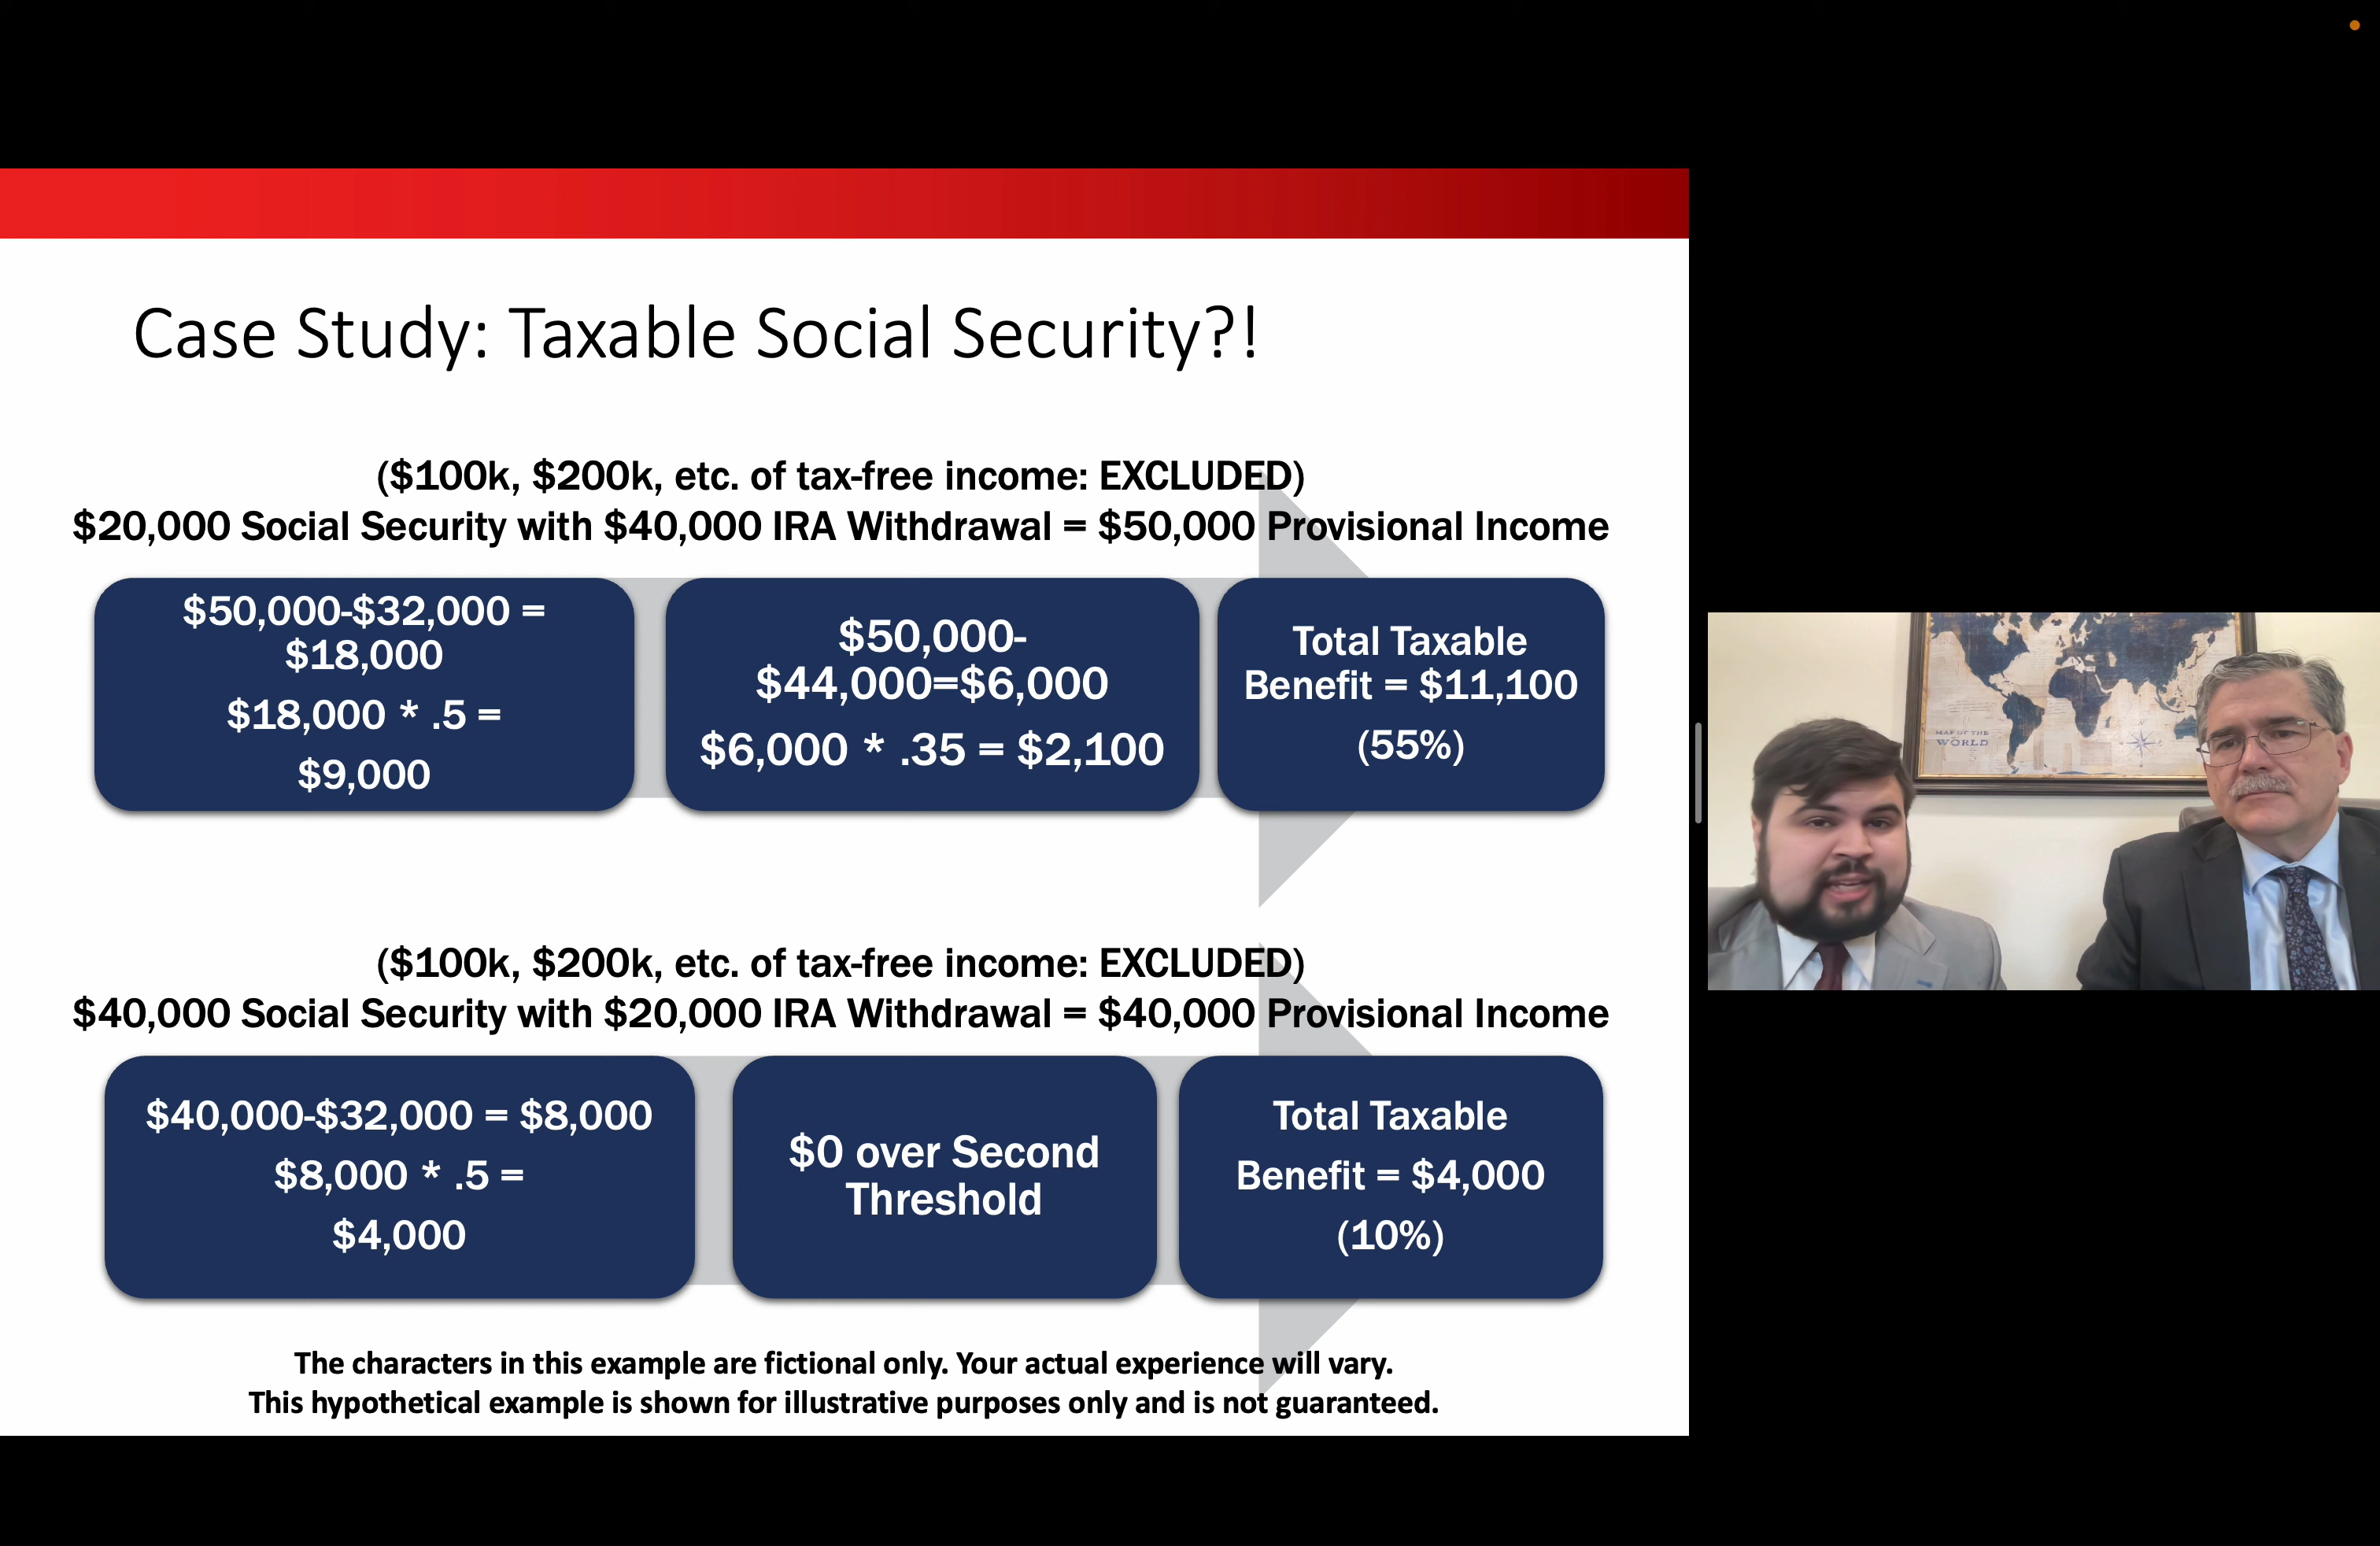 Case Study: Taxable Social Security?!
($100k, $200k, etc. of tax-free income: EXCLUDED)
$20,000 Social Security with $40,000 IRA Withdrawal = $50,000 Provisional Income
$50,000-$32,000 =
$18,000
$18,000 * .5 =
$9,000
$50,000-
$44,000=$6,000
$6,000 * .35 = $2,100
Total Taxable
Benefit = $11,100
(55%)
($100k, $200k, etc. of tax-free income: EXCLUDED)
$40,000 Social Security with $20,000 IRA Withdrawal = $40,000 Provisional Income
$40,000-$32,000 = $8,000
$8,000 * .5 =
$4,000
$0 over Second
Threshold
Total Taxable
Benefit = $4,000
(10%)
The characters in this example are fictional only. Your actual experience will vary.
This hypothetical example is shown for illustrative purposes only and is not guaranteed.
MAP OF THE
WORLD